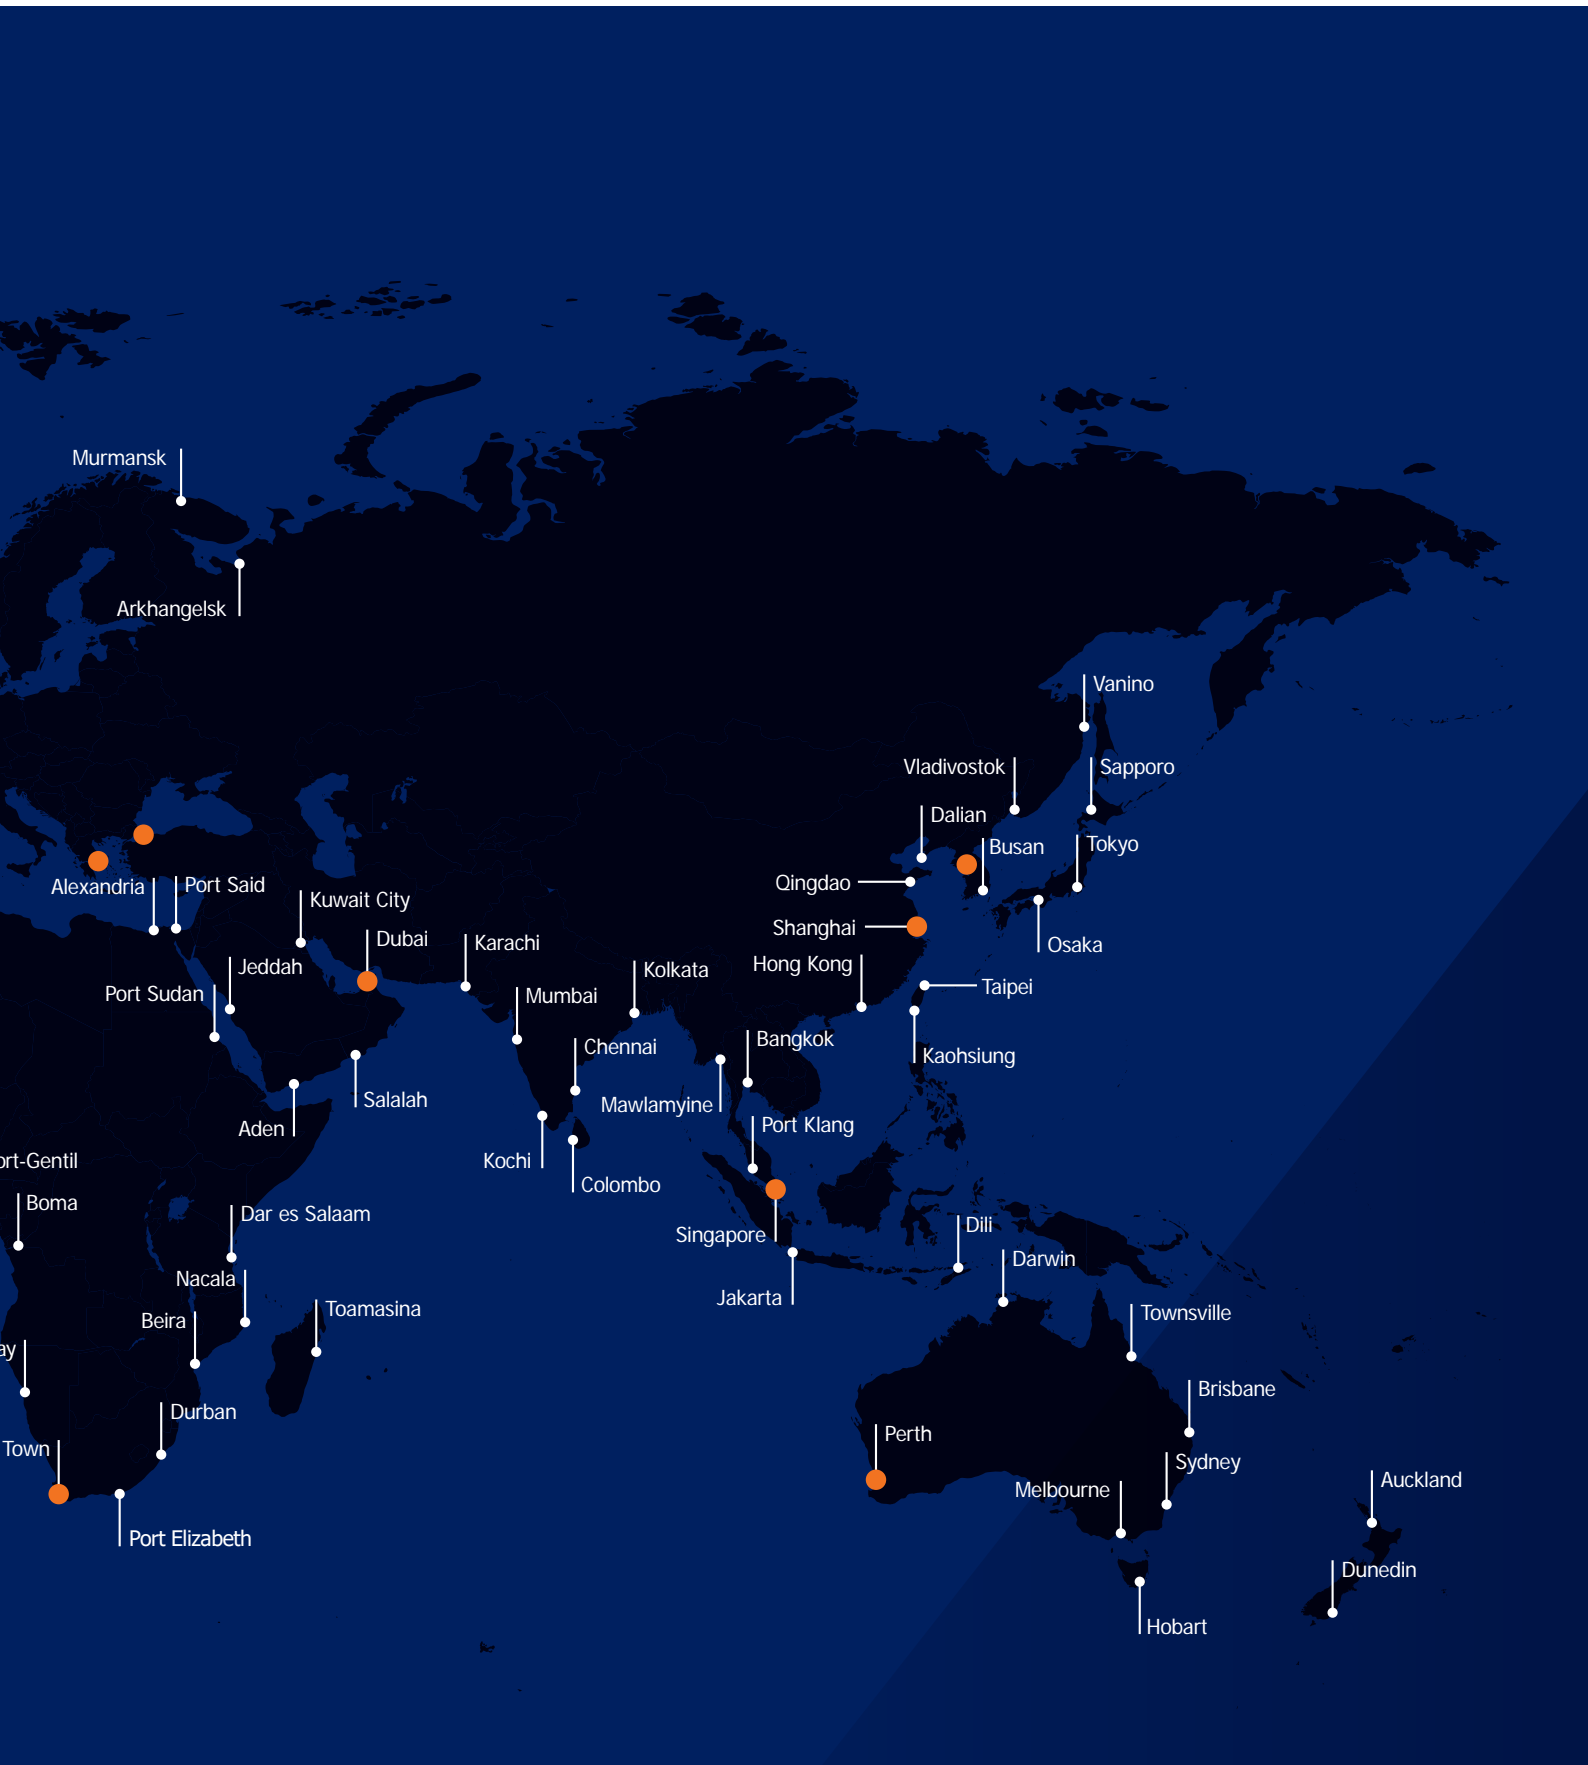 Murmansk
Arkhangelsk
Vanino
Vladivostok
Sapporo
Dalian
Tokyo
Busan
Qingdao
Alexandria
Port Said
Kuwait City
Shanghai
Dubai
Karachi
Osaka
Hong Kong
Jeddah
Kolkata
Taipei
Port Sudan
Mumbai
Bangkok
Chennai
Kaohsiung
Salalah
Mawlamyine
Aden
Port Klang
ort-Gentil
Kochi
Colombo
Boma
Dar es Salaam
Dili
Singapore
Darwin
Nacala
Jakarta
Toamasina
Townsville
Beira
ay
Brisbane
Durban
Perth
Town
Sydney
Auckland
Melbourne
Port Elizabeth
Dunedin
Hobart